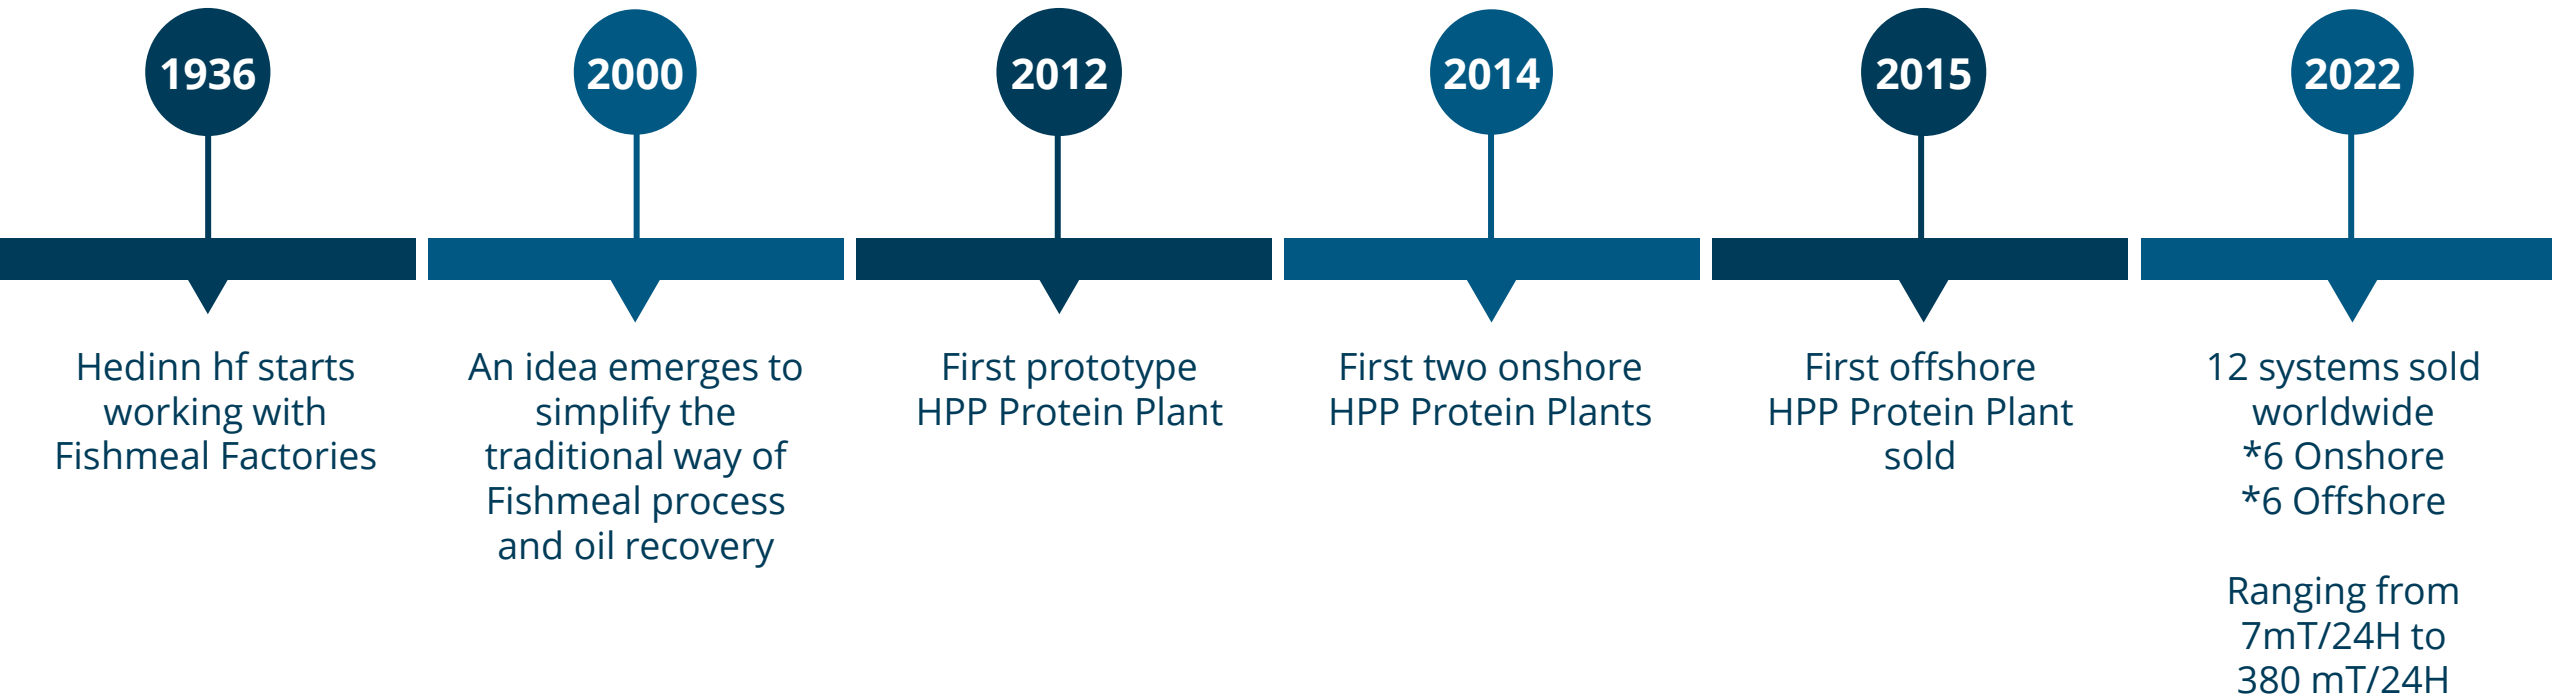 1936
Hedinn hf starts
working with
Fishmeal Factories
2000
An idea emerges to
simplify the
traditional way of
Fishmeal process
and oil recovery
2012
First prototype
HPP Protein Plant
2014
First two onshore
HPP Protein Plants
2015
First offshore
HPP Protein Plant
sold
2022
12 systems sold
worldwide
*6 Onshore
*6 Offshore
Ranging from
7mT/24H to
380 mT/24H